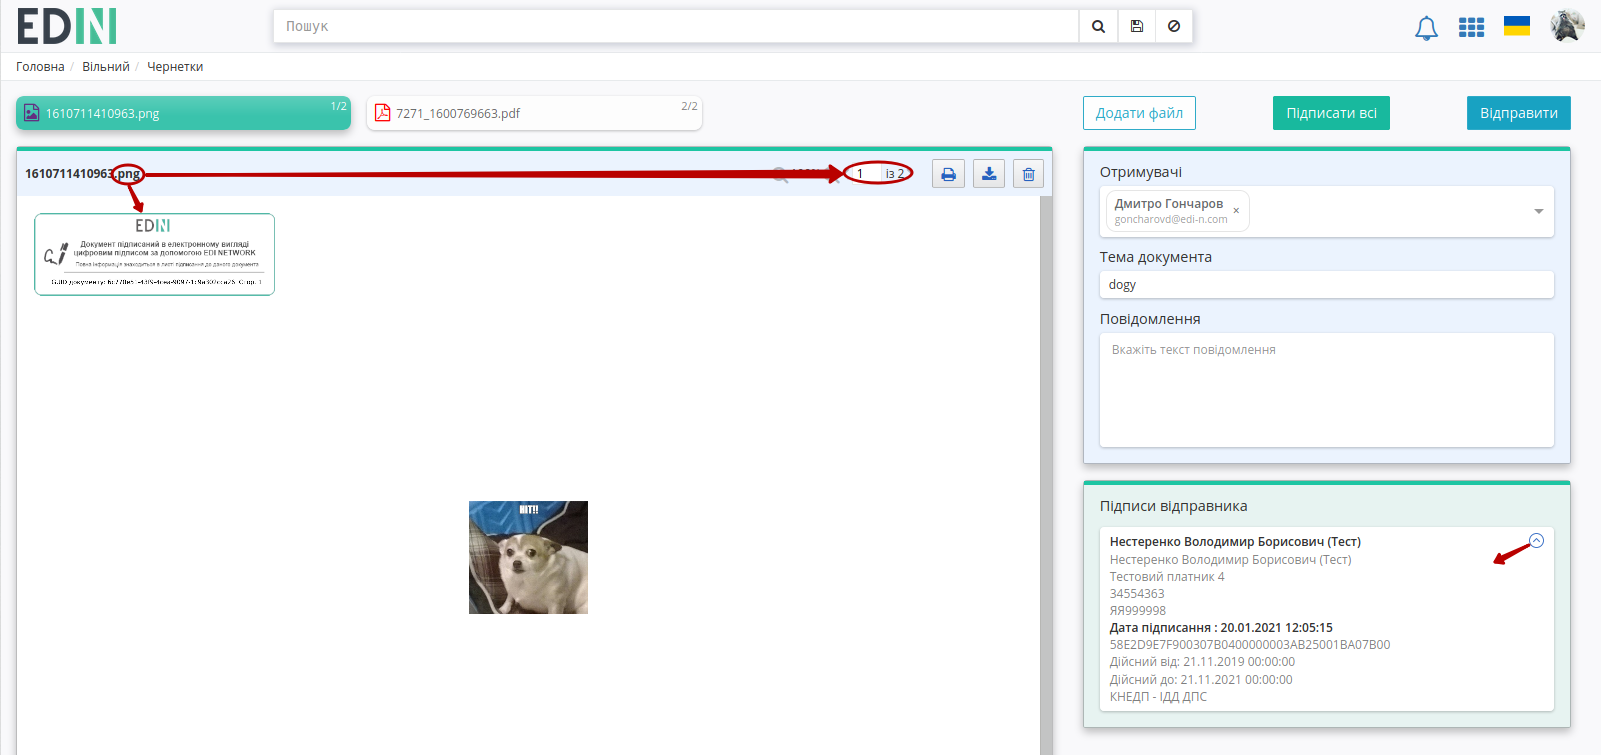 EDIN
Пошук
Головна / Вільний / Чернетки
1610711410963.png 1/2
7271_1600769663.pdf 2/2
Додати файл
Підписати всі
Відправити
1610711410963.png
1 із 2
EDIN
Документ підписаний в електронному вигляді
цифровим підписом за допомогою EDI NETWORK
Повна інформація знаходиться в листі підписання до даного документа
GUID документу: Стор. 1
HIT!!
Отримувачі
Дмитро Гончаров ×
goncharovd@edi-n.com
Тема документа
dogy
Повідомлення
Вкажіть текст повідомлення
Підписи відправника
Нестеренко Володимир Борисович (Тест)
Нестеренко Володимир Борисович (Тест)
Тестовий платник 4
34554363
ЯЯ999998
Дата підписання : 20.01.2021 12:05:15
58E2D9E7F900307B0400000003AB25001BA07B00
Дійсний від: 21.11.2019 00:00:00
Дійсний до: 21.11.2021 00:00:00
КНЕДП - ІДД ДПС